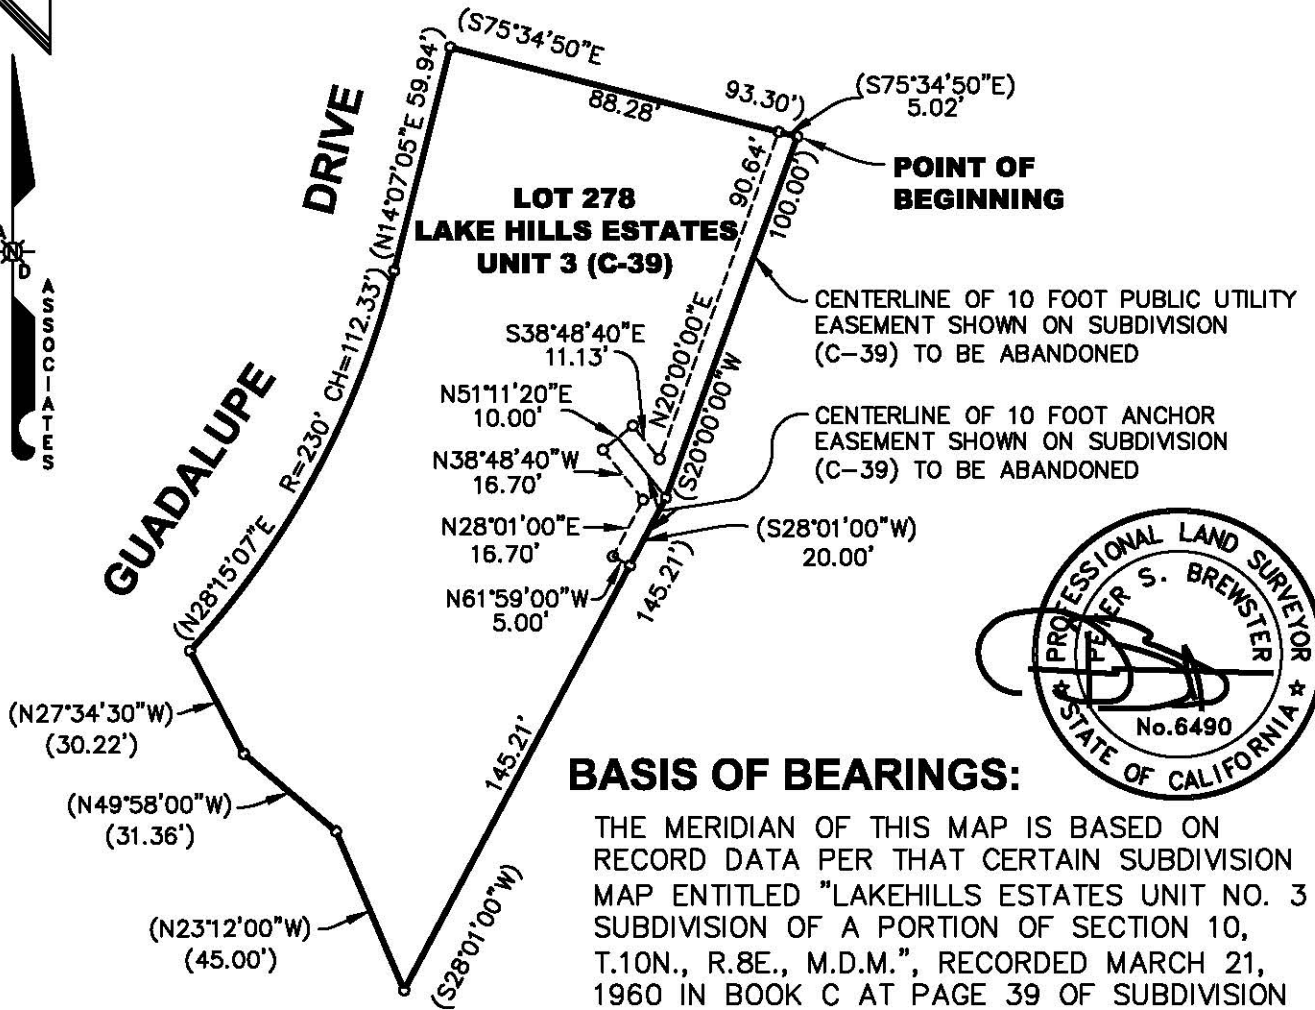 (S75°34'50"E
93.30')
88.28'
(S75°34'50"E)
5.02'
POINT OF
BEGINNING
(N14°07'05"E 59.94')
DRIVE
90.64'
100.00')
LOT 278
LAKE HILLS ESTATES
UNIT 3 (C-39)
A
N
D
ASSOCIATES
CENTERLINE OF 10 FOOT PUBLIC UTILITY
EASEMENT SHOWN ON SUBDIVISION
(C-39) TO BE ABANDONED
N20°00'00"E
(S20°00'00"W
S38°48'40"E
11.13'
N51°11'20"E
10.00'
N38°48'40"W
16.70'
N28°01'00"E
16.70'
N61°59'00"W
5.00'
CENTERLINE OF 10 FOOT ANCHOR
EASEMENT SHOWN ON SUBDIVISION
(C-39) TO BE ABANDONED
(S28°01'00"W)
20.00'
145.21')
GUADALUPE
(N28°15'07"E R=230' CH=112.33')
(N27°34'30"W)
(30.22')
(N49°58'00"W)
(31.36')
(N23°12'00"W)
(45.00')
145.21'
(S28°01'00"W)
PROFESSIONAL LAND SURVEYOR
S. BREWSTER
No.6490
STATE OF CALIFORNIA
BASIS OF BEARINGS:
THE MERIDIAN OF THIS MAP IS BASED ON
RECORD DATA PER THAT CERTAIN SUBDIVISION
MAP ENTITLED "LAKEHILLS ESTATES UNIT NO. 3
SUBDIVISION OF A PORTION OF SECTION 10,
T.10N., R.8E., M.D.M.", RECORDED MARCH 21,
1960 IN BOOK C AT PAGE 39 OF SUBDIVISION